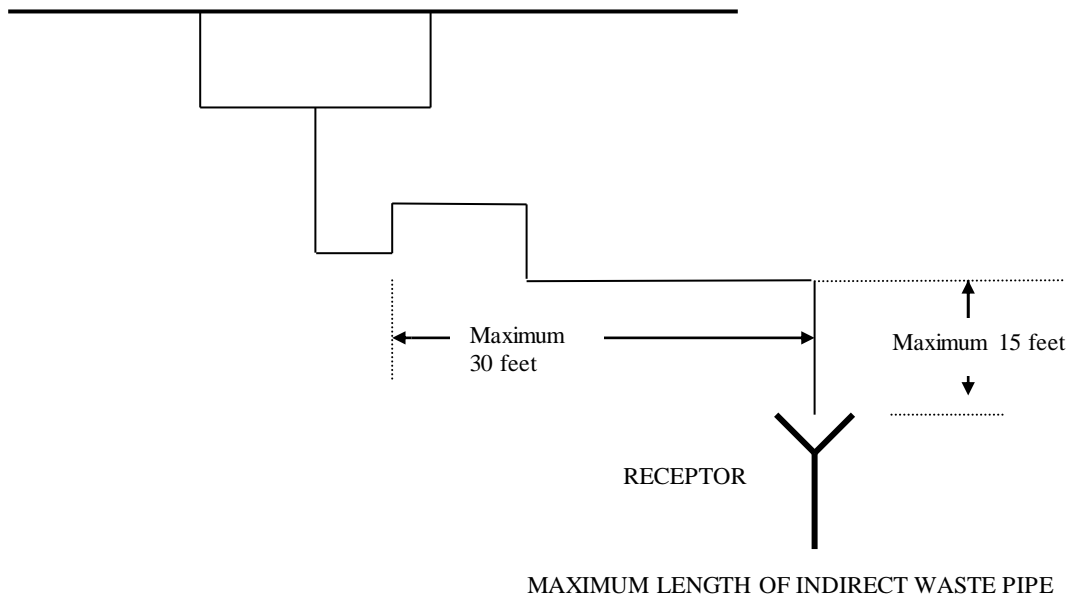 Maximum
30 feet
Maximum 15 feet
RECEPTOR
MAXIMUM LENGTH OF INDIRECT WASTE PIPE